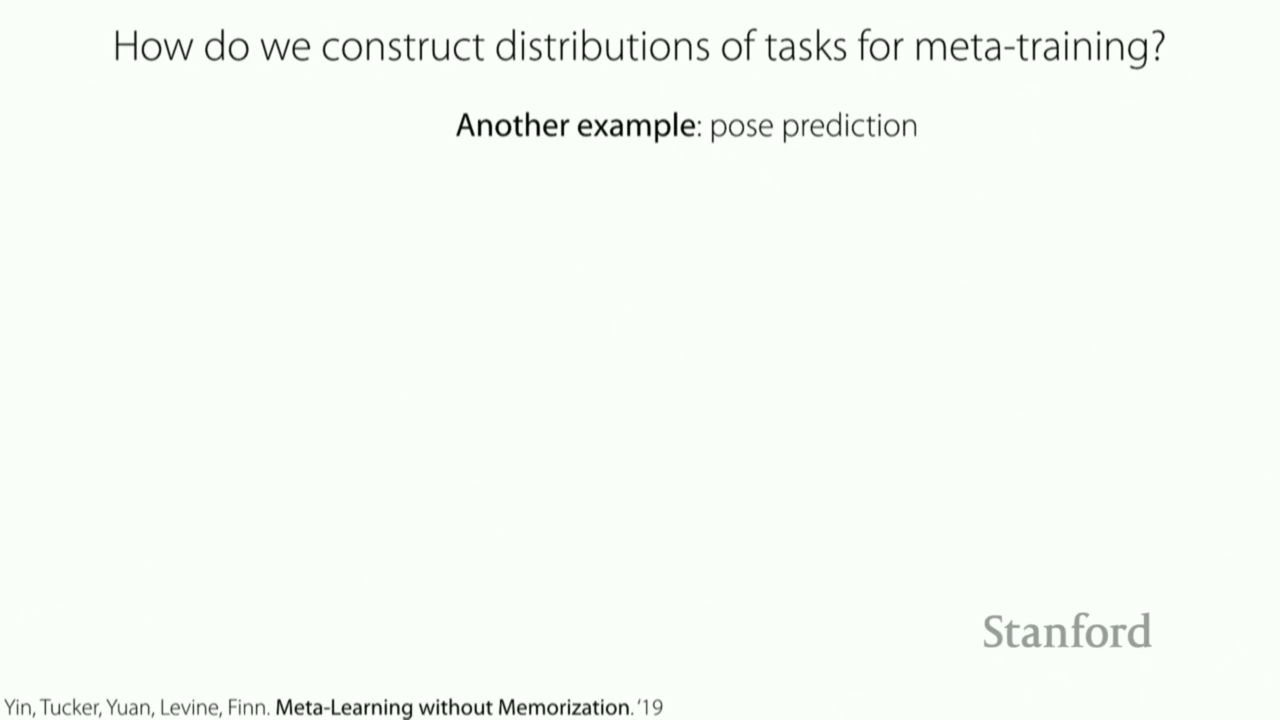 How do we construct distributions of tasks for meta-training?
Another example: pose prediction
Stanford
Yin, Tucker, Yuan, Levine, Finn. Meta-Learning without Memorization. ‘19